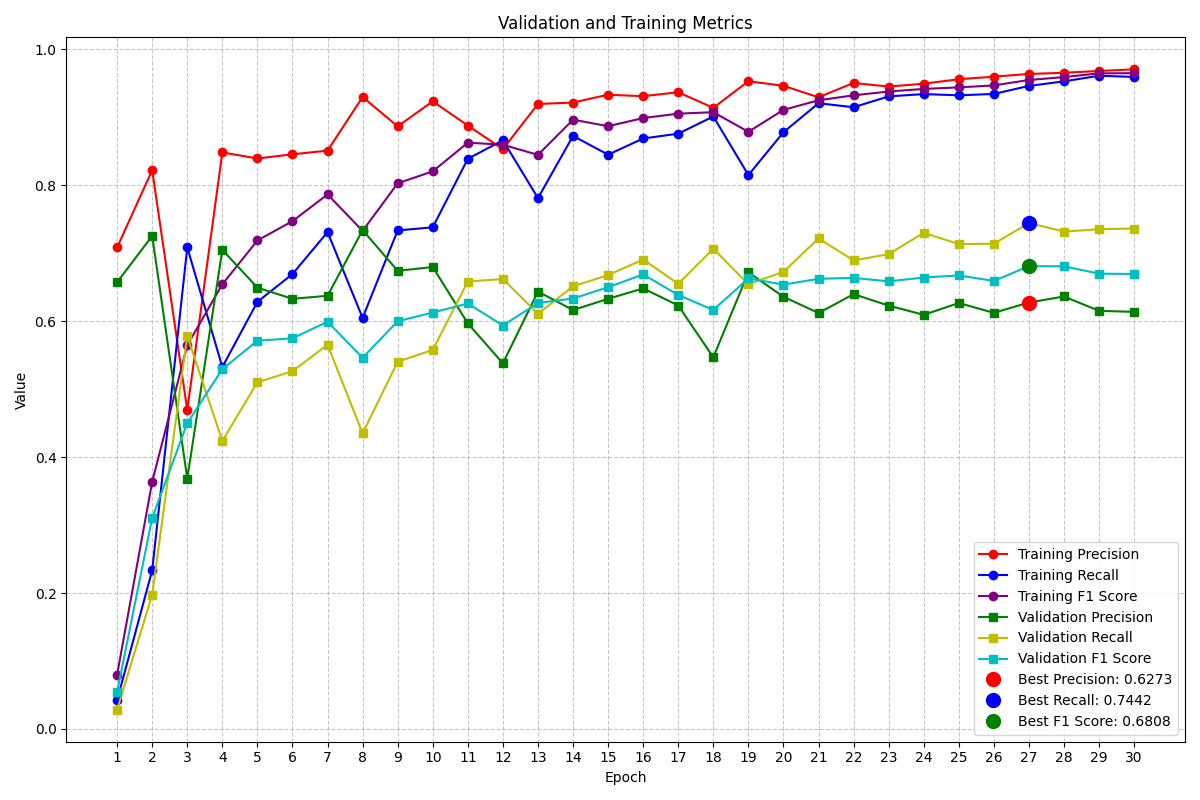 Validation and Training Metrics
1.0
0.8
0.6
0.4
0.2
0.0
Value
Training Precision
Training Recall
Training F1 Score
Validation Precision
Validation Recall
Validation F1 Score
Best Precision: 0.6273
Best Recall: 0.7442
Best F1 Score: 0.6808
1 2 3 4 5 6 7 8 9 10 11 12 13 14 15 16 17 18 19 20 21 22 23 24 25 26 27 28 29 30
Epoch